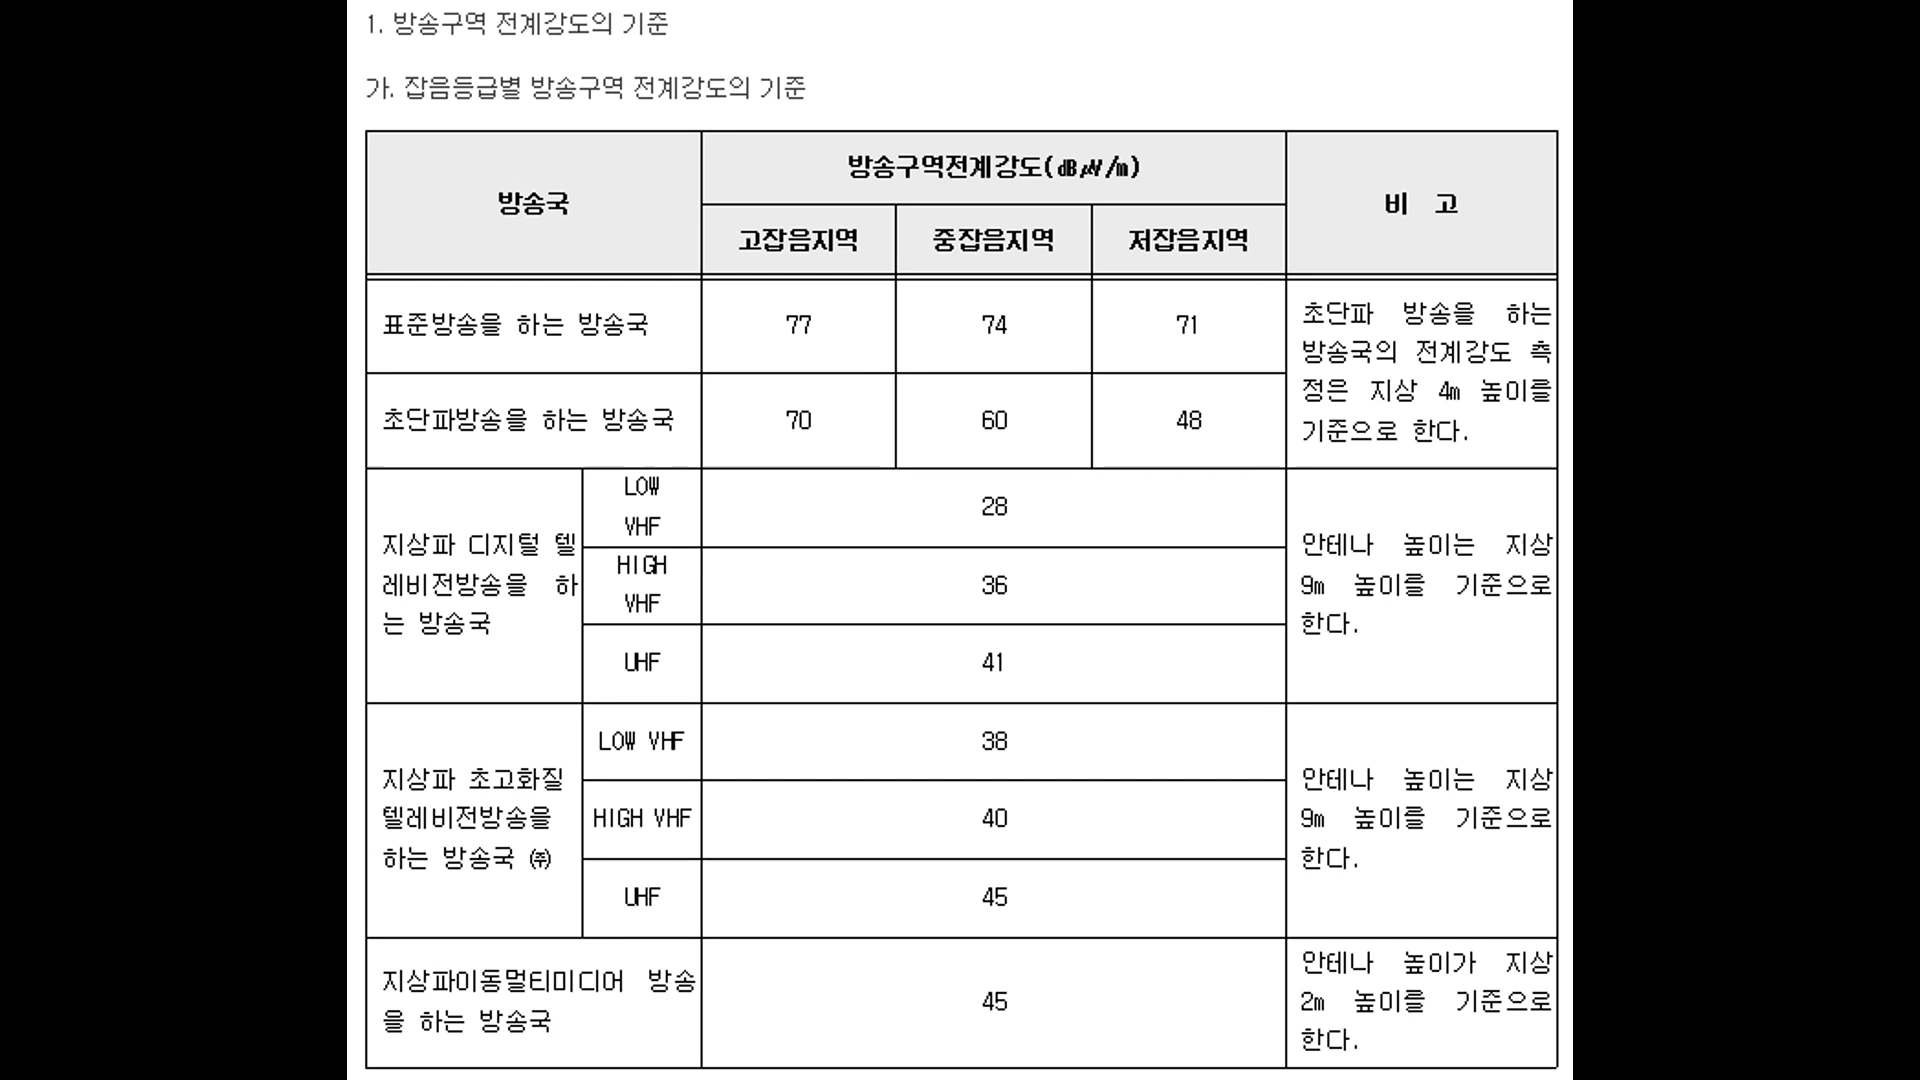 1. 방송구역 전계강도의 기준
가. 잡음등급별 방송구역 전계강도의 기준
방송국
방송구역전계강도(㏈㎶/m)
비 고
고잡음지역
중잡음지역
저잡음지역
표준방송을 하는 방송국
77
74
71
초단파 방송을 하는
방송국의 전계강도 측
정은 지상 4m 높이를
기준으로 한다.
초단파방송을 하는 방송국
70
60
48
지상파 디지털 텔
레비전방송을 하
는 방송국
LOW
VHF
28
HIGH
VHF
36
UHF
41
안테나 높이는 지상
9m 높이를 기준으로
한다.
지상파 초고화질
텔레비전방송을
하는 방송국 ㈜
LOW VHF
38
HIGH VHF
40
UHF
45
안테나 높이는 지상
9m 높이를 기준으로
한다.
지상파이동멀티미디어 방송
을 하는 방송국
45
안테나 높이가 지상
2m 높이를 기준으로
한다.